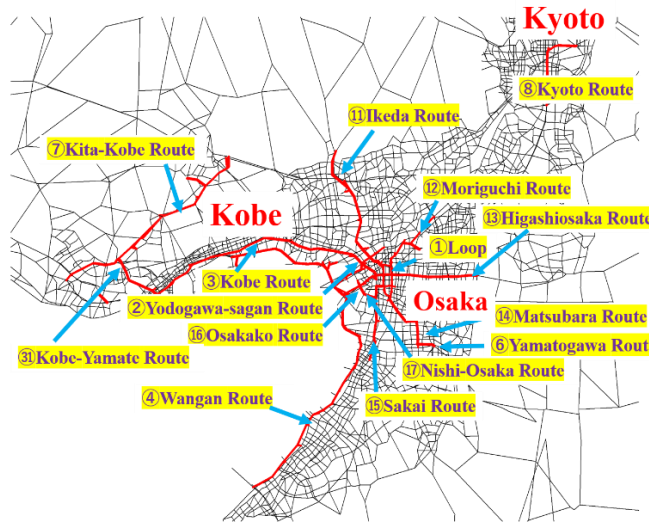 Kyoto
⑧Kyoto Route
⑪Ikeda Route
⑦Kita-Kobe Route
⑫Moriguchi Route
Kobe
⑬Higashiosaka Route
①Loop
③Kobe Route
②Yodogawa-sagan Route
Osaka
⑭Matsubara Route
⑯Osakako Route
⑥Yamatogawa Rout
㉛Kobe-Yamate Route
⑰Nishi-Osaka Route
④Wangan Route
⑮Sakai Route